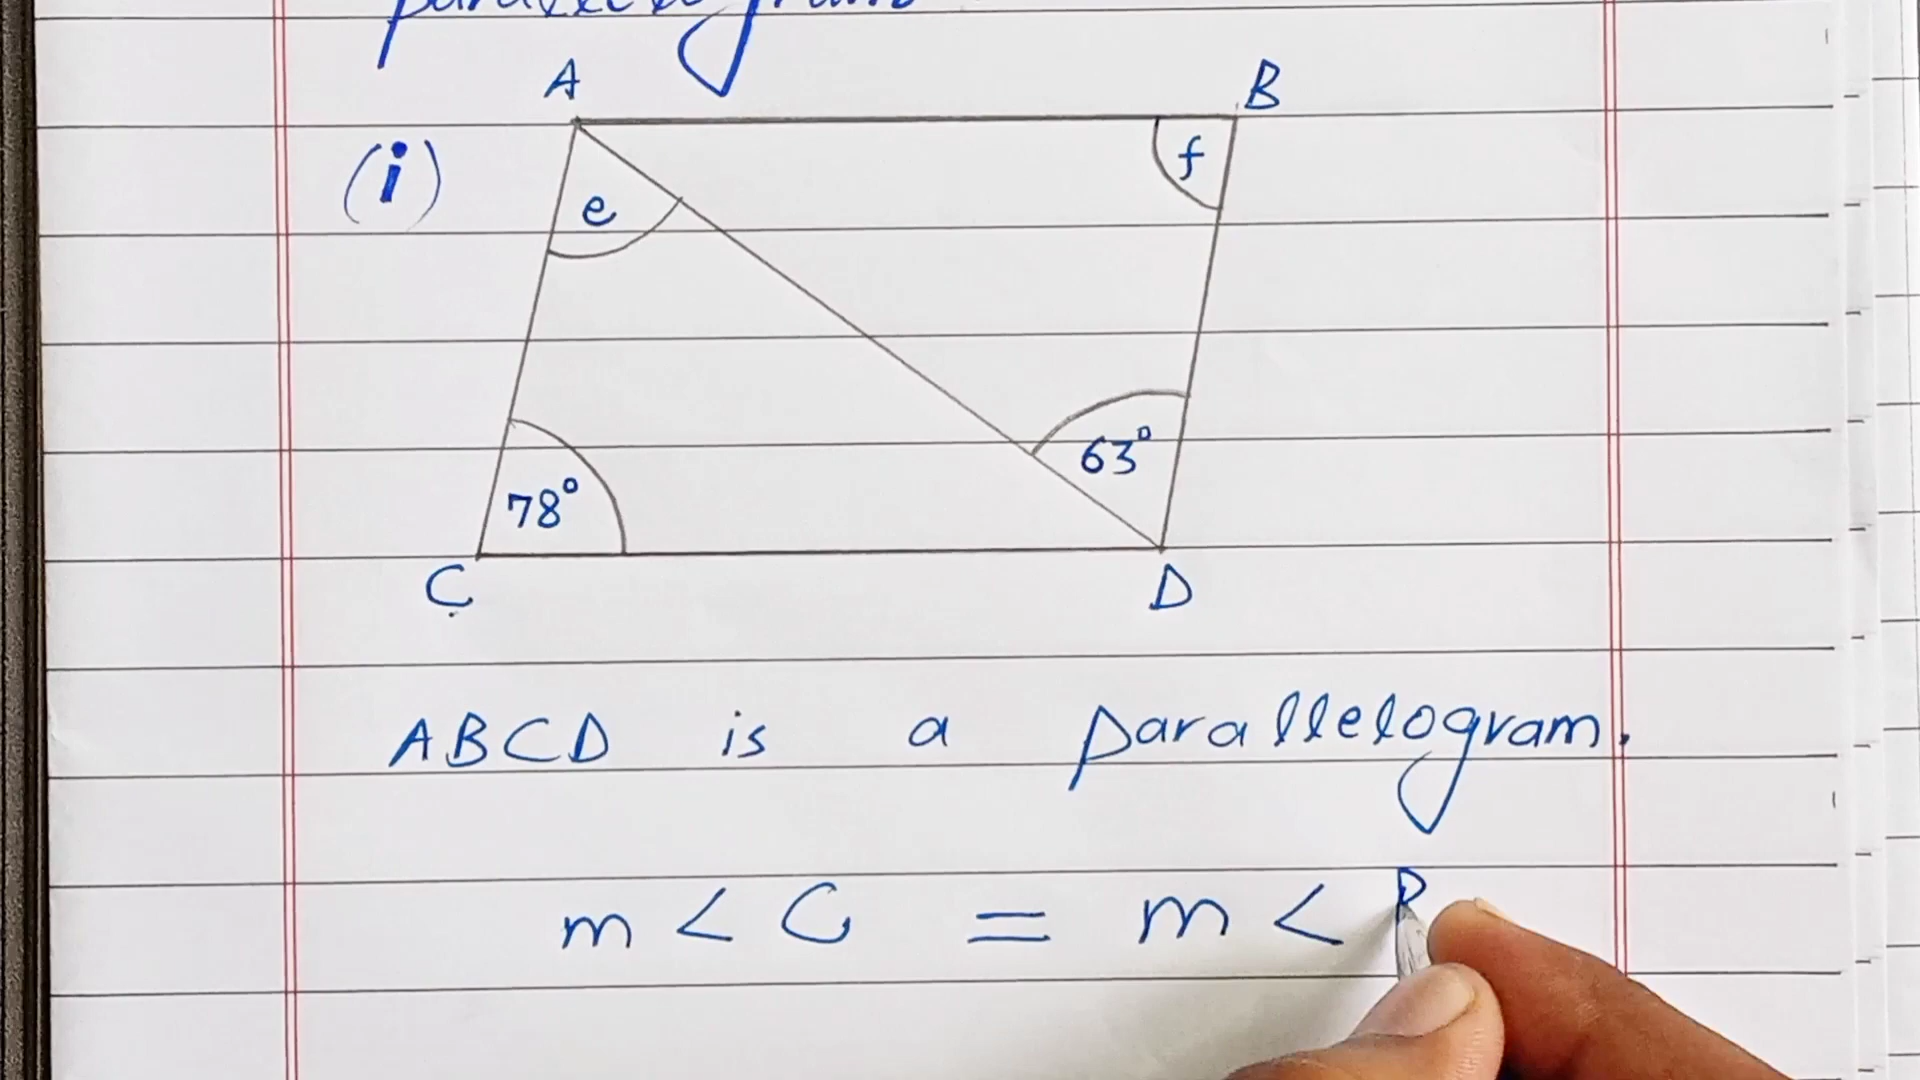 A B
(i) e f
63°
78°
C D
ABCD is a parallelogram.
m < C = m <